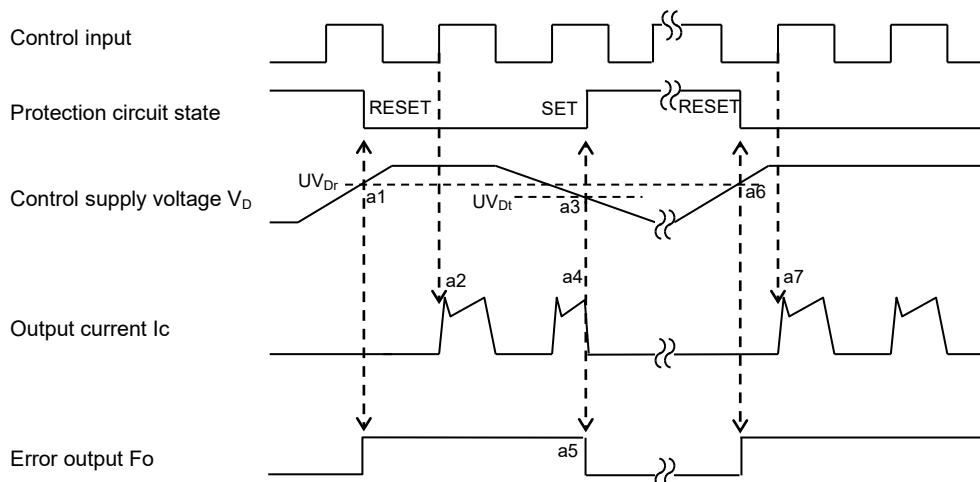 Control input
Protection circuit state
RESET
SET
RESET
Control supply voltage VD
UVDr
a1
UVDt
a3
a6
a2
a4
a7
Output current Ic
Error output Fo
a5